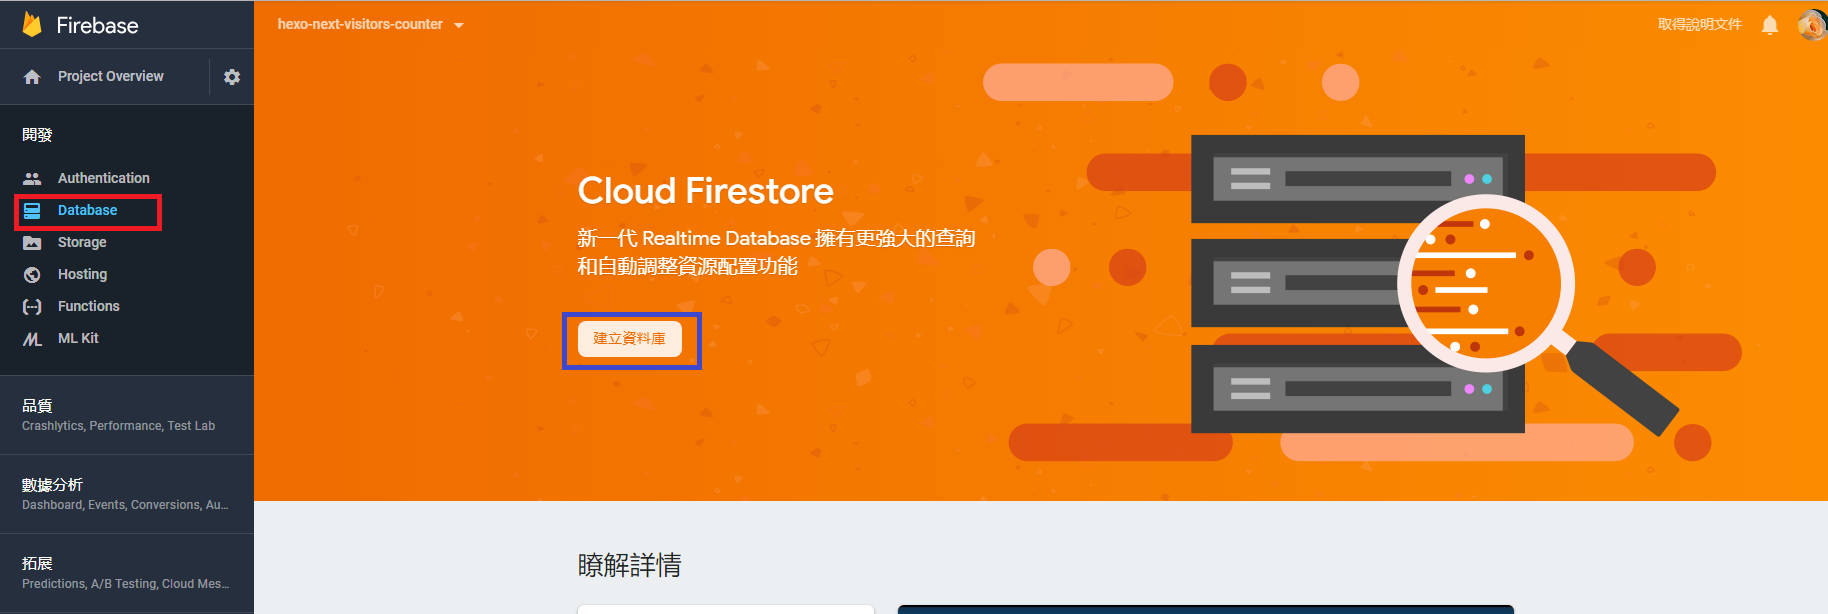 Firebase
Project Overview
開發
Authentication
Database
Storage
Hosting
Functions
ML Kit
品質
Crashlytics, Performance, Test Lab
數據分析
Dashboard, Events, Conversions, Au...
拓展
Predictions, A/B Testing, Cloud Mes...
hexo-next-visitors-counter
取得說明文件
Cloud Firestore
新一代 Realtime Database 擁有更強大的查詢
和自動調整資源配置功能
建立資料庫
瞭解詳情